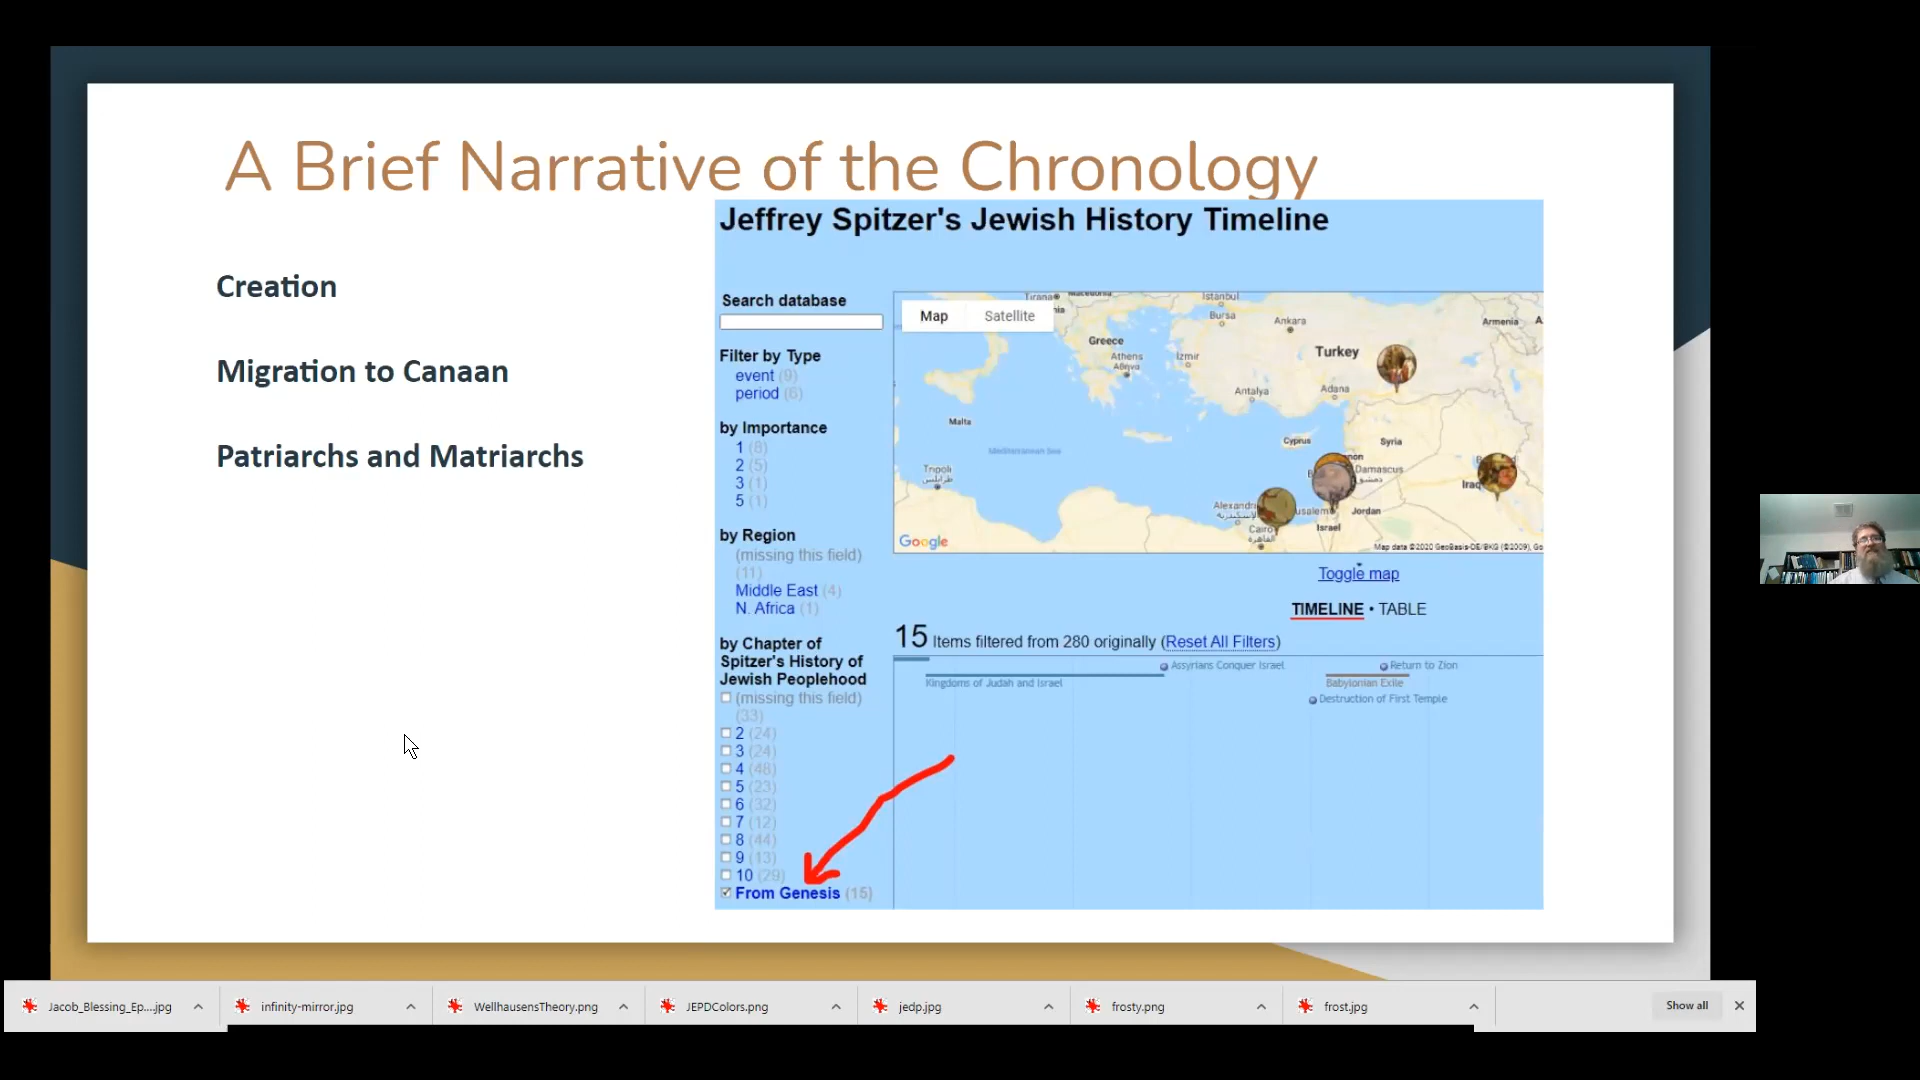 A Brief Narrative of the Chronology
Creation
Migration to Canaan
Patriarchs and Matriarchs
Jeffrey Spitzer's Jewish History Timeline
Search database
Filter by Type
event (9)
period (6)
by Importance
1 (8)
2 (5)
3 (1)
5 (1)
by Region
(missing this field)
(11)
Middle East (4)
N. Africa (1)
by Chapter of
Spitzer's History of
Jewish Peoplehood
(missing this field)
(33)
2 (24)
3 (24)
4 (48)
5 (23)
6 (32)
7 (12)
8 (44)
9 (13)
10 (29)
From Genesis (15)
Map Satellite
Tirana
Istanbul
Bursa
Ankara
Armenia
Greece
Athens
Αθήνα
Izmir
Turkey
Antalya
Adana
Malta
Mediterranean Sea
Cyprus
Syria
Tripoli
طرابلس
Damascus
دمشق
Iraq
Alexandri
الإسكندرية
usalem
Jordan
Israel
Cairo
القاهرة
Google
Map data ©2020 GeoBasis-DE/BKG (©2009), Go
Toggle map
TIMELINE • TABLE
15 Items filtered from 280 originally (Reset All Filters)
Assyrians Conquer Israel
Return to Zion
Kingdoms of Judah and Israel
Babylonian Exile
Destruction of First Temple
Jacob_Blessing_Ep....jpg
infinity-mirror.jpg
WellhausensTheory.png
JEPDColors.png
jedp.jpg
frosty.png
frost.jpg
Show all